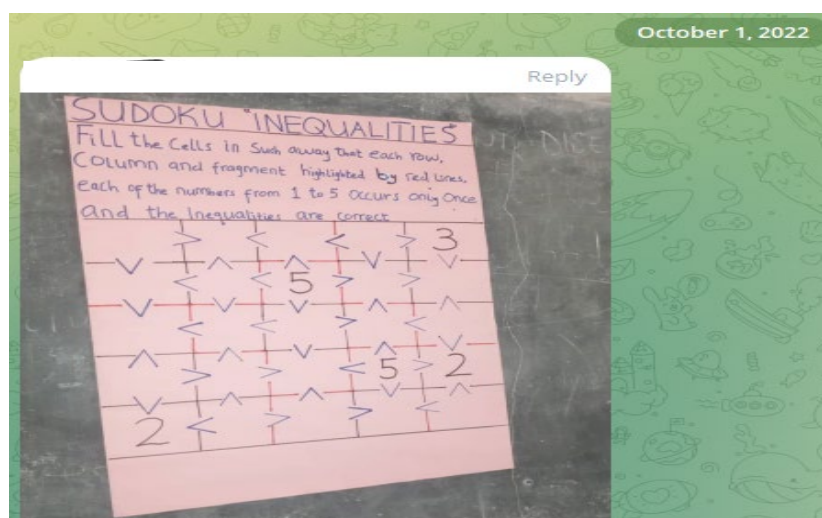 October 1, 2022
Reply
SUDOKU "INEQUALITIES
Fill the Cells in Such away that each row,
Column and fragment highlighted by red lines,
each of the numbers from 1 to 5 occurs only once
and the Inequalities are correct
> < < > 3
∨ ∧ ∧ ∨ ∨
< < 5 > >
∨ ∨ ∨ ∧ ∧
< < > <
∧ ∧ ∨ ∧ ∨
> > < 5 > 2
∨ ∧ ∧ ∨ ∧
2 < > > <